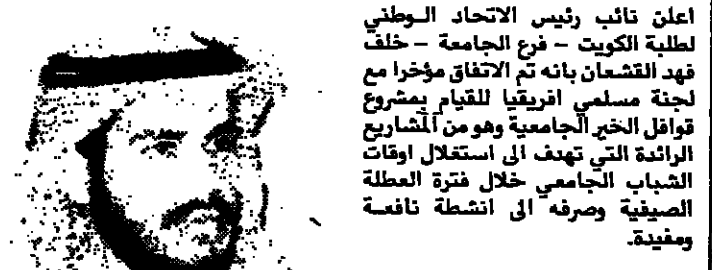 اعلن نائب رئيس الاتحاد الوطني
لطلبة الكويت - فرع الجامعة - خلف
فهد القشعان بانه تم الاتفاق مؤخرا مع
لجنة مسلمي افريقيا للقيام بمشروع
قوافل الخير الجامعية وهو من المشاريع
الرائدة التي تهدف الى استغلال اوقات
الشباب الجامعي خلال فترة العطلة
الصيفية وصرفه الى انشطة نافعة
ومفيدة.